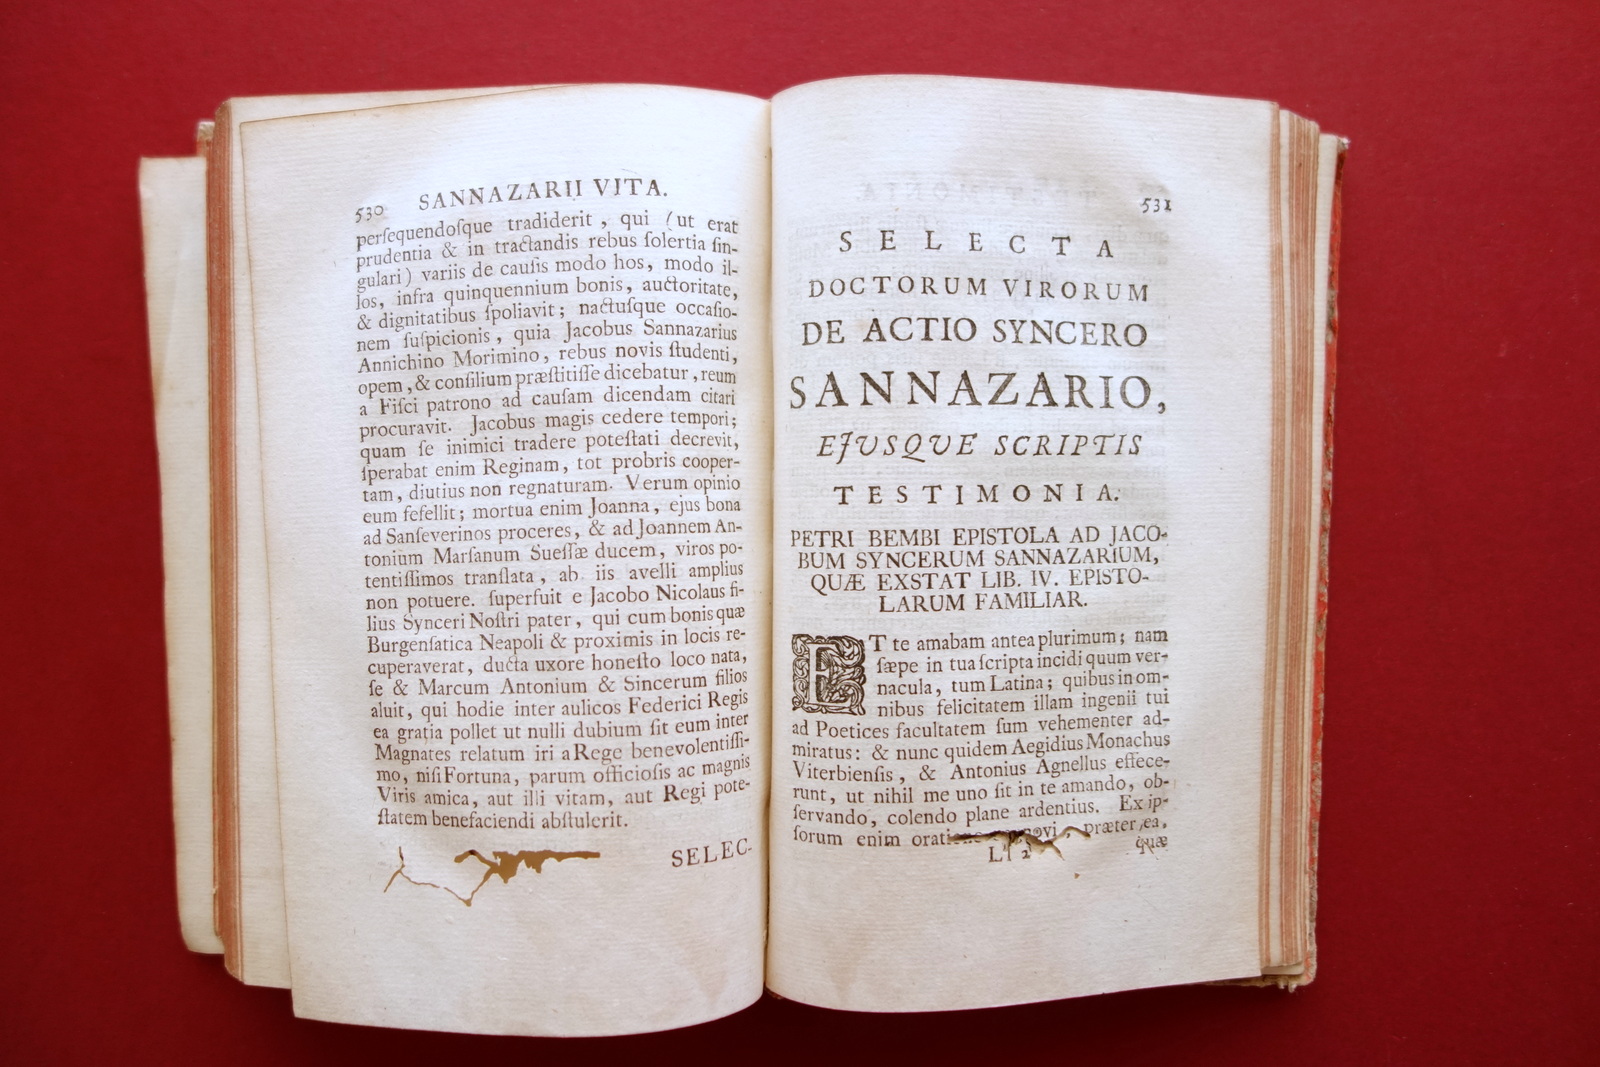 530 SANNAZARII VITA.
perſequendoſque tradiderit, qui (ut erat
prudentia & in tractandis rebus ſolertia ſin-
gulari) variis de cauſis modo hos, modo il-
los, infra quinquennium bonis, auctoritate,
& dignitatibus ſpoliavit; nactuſque occaſio-
nem ſuſpicionis, quia Jacobus Sannazarius
Annichino Morimino, rebus novis ſtudenti,
opem, & conſilium præſtitiſſe dicebatur, reum
a Fiſci patrono ad cauſam dicendam citari
procuravit. Jacobus magis cedere tempori;
quam ſe inimici tradere poteſtati decrevit,
ſperabat enim Reginam, tot probris cooper-
tam, diutius non regnaturam. Verum opinio
eum fefellit; mortua enim Joanna, ejus bona
ad Sanſeverinos proceres, & ad Joannem An-
tonium Marſanum Sueſſæ ducem, viros po-
tentiſſimos tranſlata, ab iis avelli amplius
non potuere. ſuperfuit e Jacobo Nicolaus fi-
lius Synceri Noſtri pater, qui cum bonis quæ
Burgenſatica Neapoli & proximis in locis re-
cuperaverat, ducta uxore honeſto loco nata,
ſe & Marcum Antonium & Sincerum filios
aluit, qui hodie inter aulicos Federici Regis
ea gratia pollet ut nulli dubium ſit eum inter
Magnates relatum iri a Rege benevolentiſſi-
mo, niſi Fortuna, parum officioſis ac magnis
Viris amica, aut illi vitam, aut Regi pote-
ſtatem benefaciendi abſtulerit.
SELEC-
531
SELECTA
DOCTORUM VIRORUM
DE ACTIO SYNCERO
SANNAZARIO,
EJUSQUE SCRIPTIS
TESTIMONIA.
PETRI BEMBI EPISTOLA AD JACO-
BUM SYNCERUM SANNAZARIUM,
QUÆ EXSTAT LIB. IV. EPISTO-
LARUM FAMILIAR.
ET te amabam antea plurimum; nam
ſæpe in tua ſcripta incidi quum ver-
nacula, tum Latina; quibus in om-
nibus felicitatem illam ingenii tui
ad Poetices facultatem ſum vehementer ad-
miratus: & nunc quidem Aegidius Monachus
Viterbienſis, & Antonius Agnellus effece-
runt, ut nihil me uno ſit in te amando, ob-
ſervando, colendo plane ardentius. Ex ip-
ſorum enim præter ea,
Ll 2 quæ